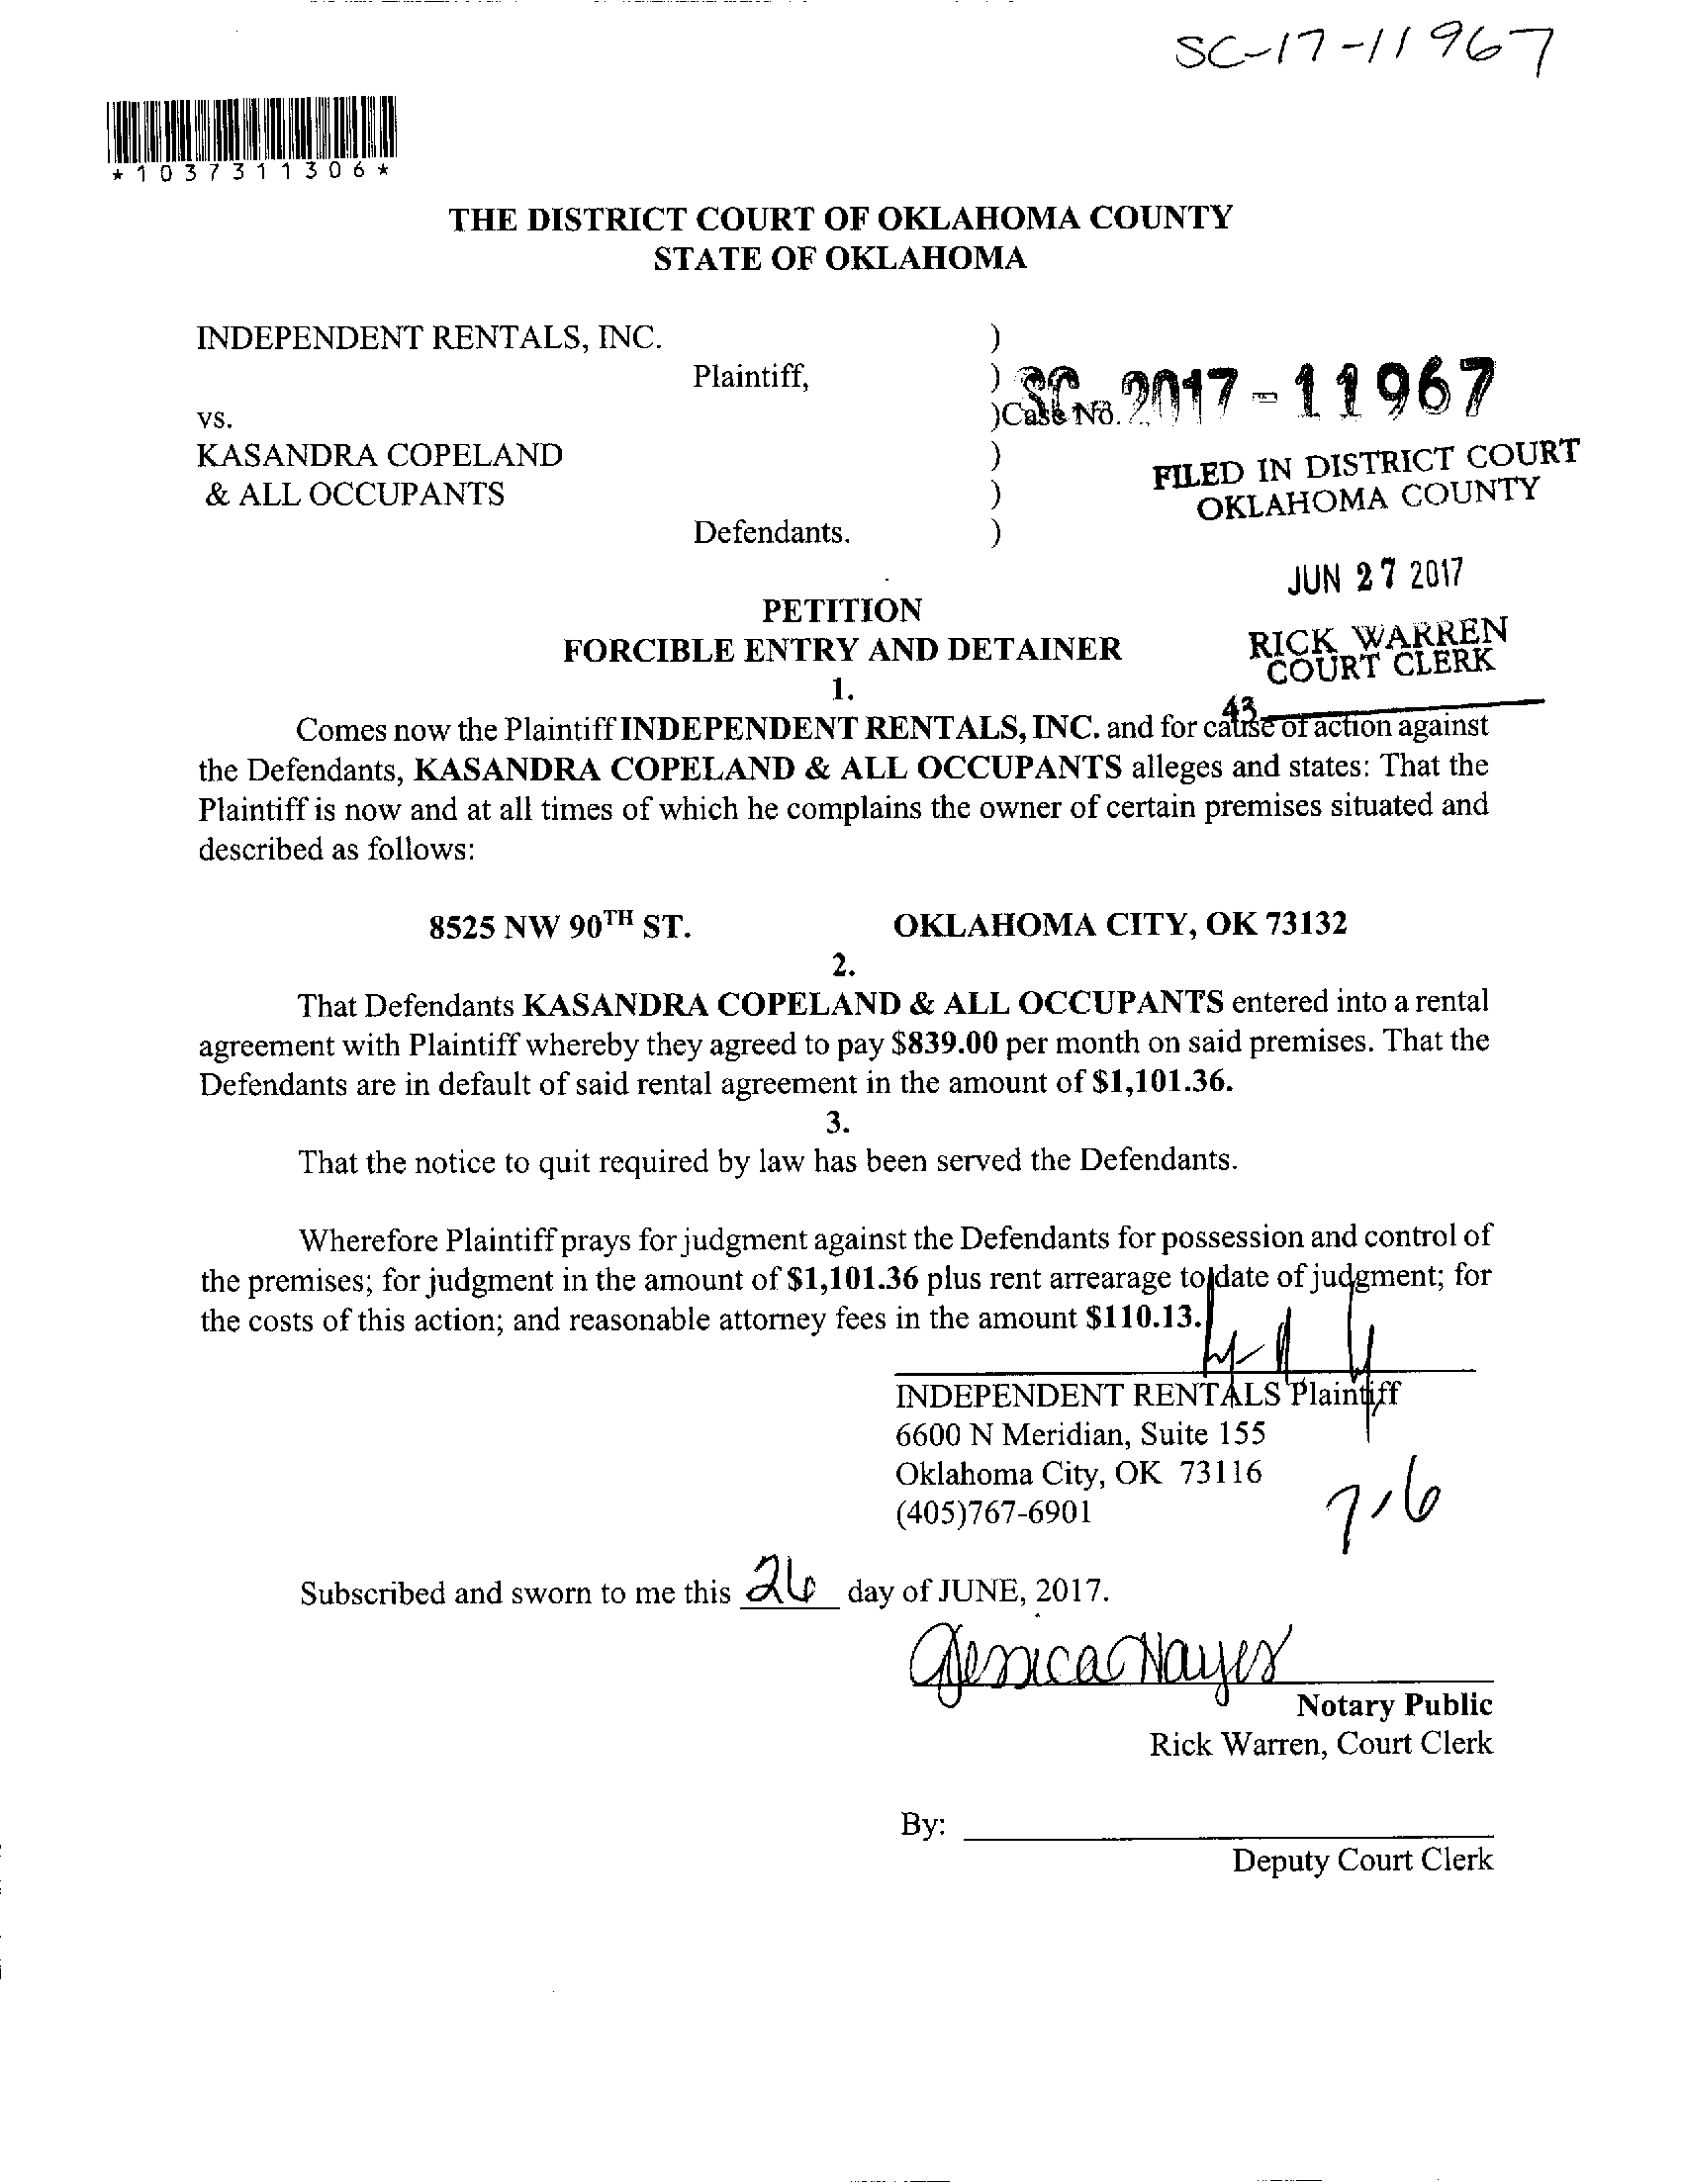 SC-17-11967
*1037311306*
THE DISTRICT COURT OF OKLAHOMA COUNTY
STATE OF OKLAHOMA
INDEPENDENT RENTALS, INC. )
Plaintiff, )
vs. )Case No. SC-2017-11967
KASANDRA COPELAND )
& ALL OCCUPANTS )
Defendants. )
FILED IN DISTRICT COURT
OKLAHOMA COUNTY
JUN 27 2017
RICK WARREN
COURT CLERK
43
PETITION
FORCIBLE ENTRY AND DETAINER
1.
Comes now the Plaintiff INDEPENDENT RENTALS, INC. and for cause of action against
the Defendants, KASANDRA COPELAND & ALL OCCUPANTS alleges and states: That the
Plaintiff is now and at all times of which he complains the owner of certain premises situated and
described as follows:
8525 NW 90TH ST. OKLAHOMA CITY, OK 73132
2.
That Defendants KASANDRA COPELAND & ALL OCCUPANTS entered into a rental
agreement with Plaintiff whereby they agreed to pay $839.00 per month on said premises. That the
Defendants are in default of said rental agreement in the amount of $1,101.36.
3.
That the notice to quit required by law has been served the Defendants.
Wherefore Plaintiff prays for judgment against the Defendants for possession and control of
the premises; for judgment in the amount of $1,101.36 plus rent arrearage to date of judgment; for
the costs of this action; and reasonable attorney fees in the amount $110.13.
INDEPENDENT RENTALS Plaintiff
6600 N Meridian, Suite 155
Oklahoma City, OK 73116
(405)767-6901
7-6
Subscribed and sworn to me this 26 day of JUNE, 2017.
Jessica Hayes
Notary Public
Rick Warren, Court Clerk
By:
Deputy Court Clerk